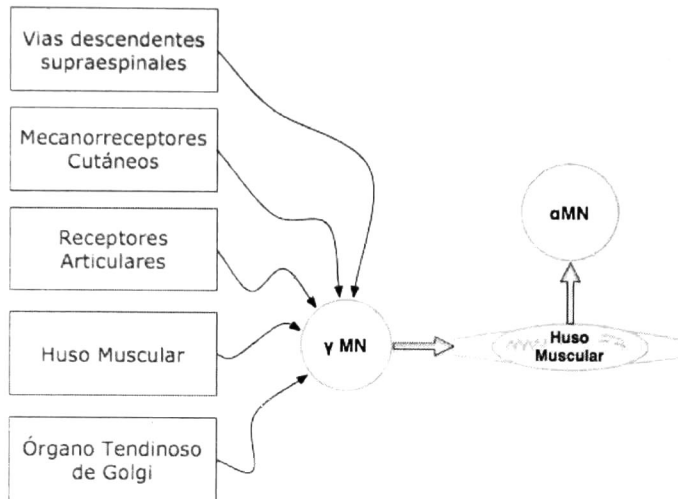 Vias descendentes
supraespinales
Mecanorreceptores
Cutáneos
Receptores
Articulares
Huso Muscular
Órgano Tendinoso
de Golgi
γ MN
αMN
Huso
Muscular